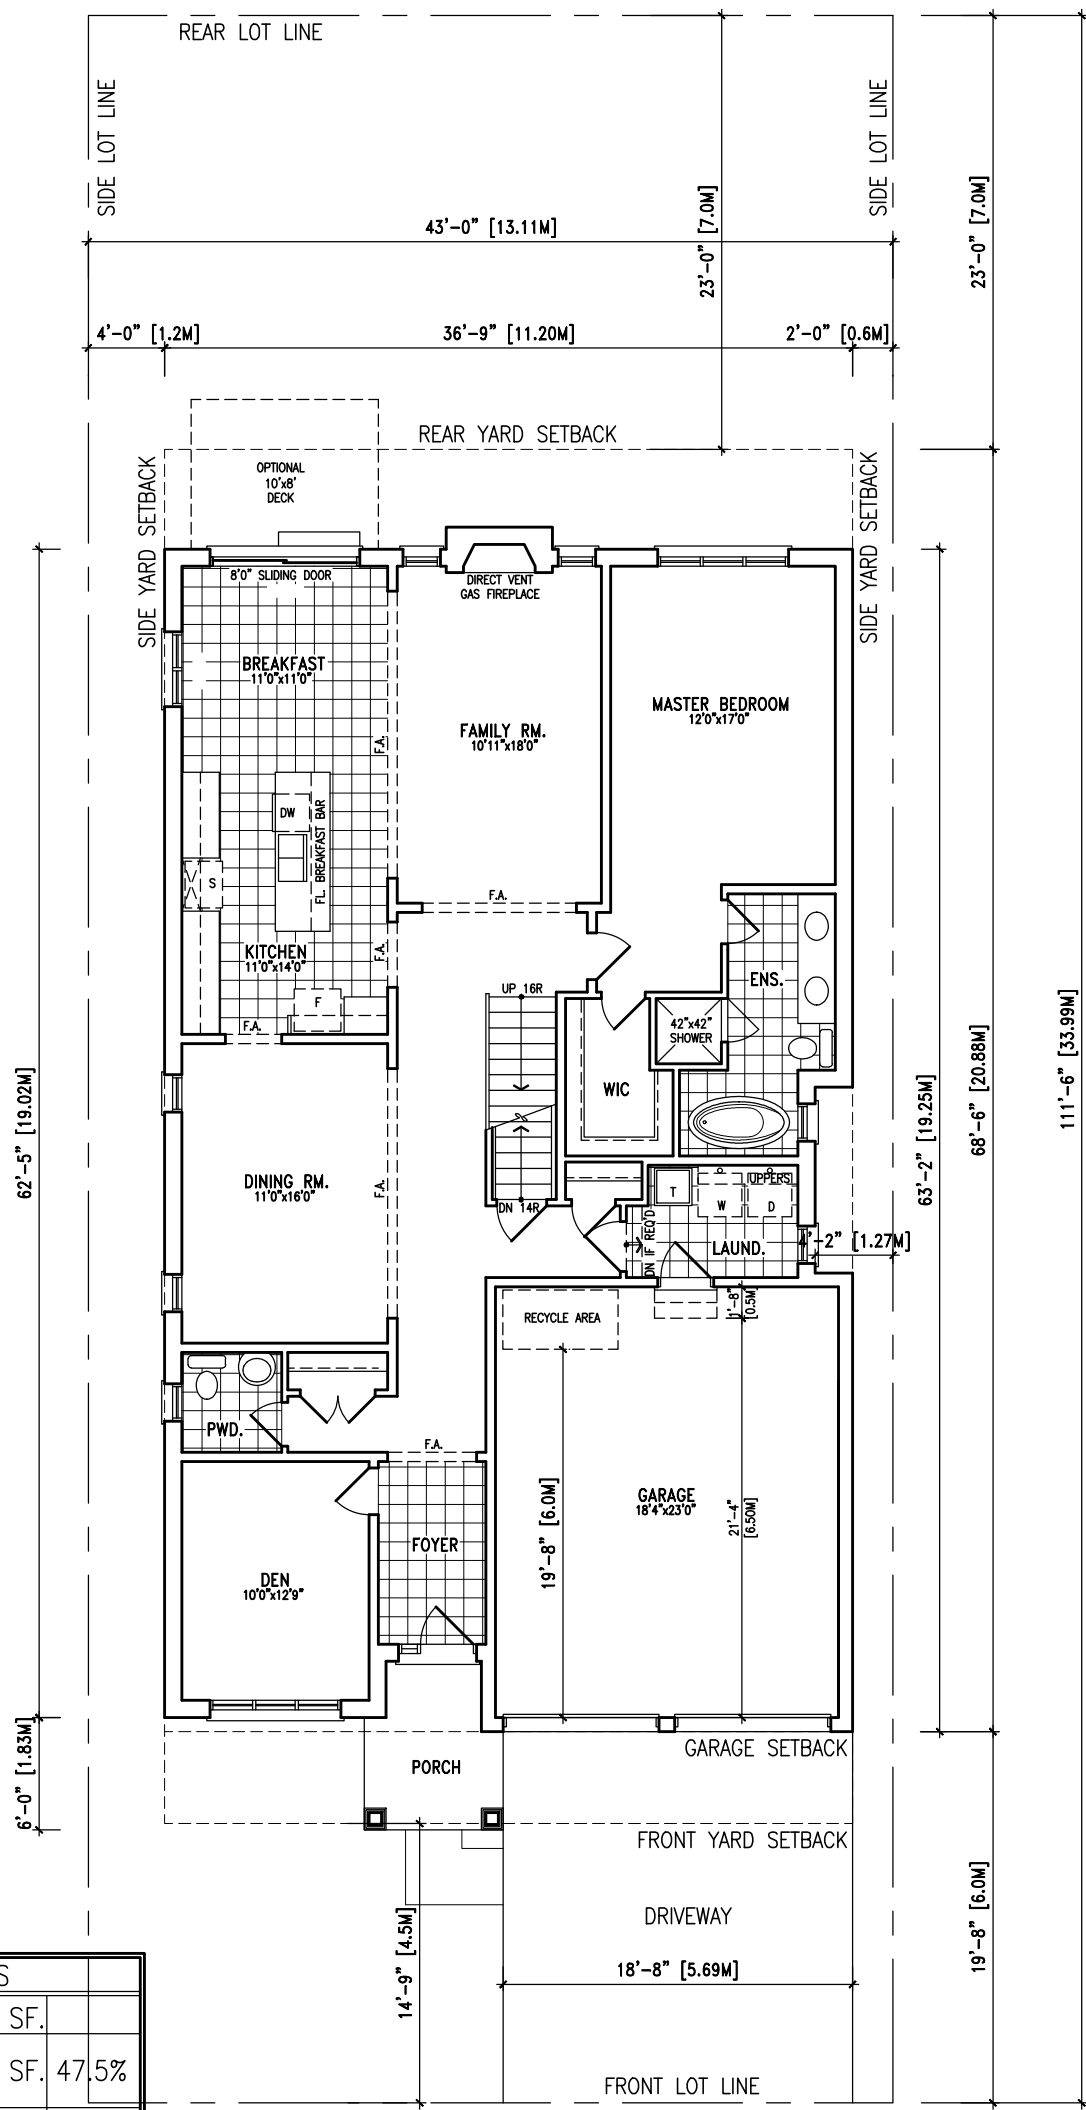 REAR LOT LINE
SIDE LOT LINE
SIDE LOT LINE
23'-0" [7.0M]
23'-0" [7.0M]
43'-0" [13.11M]
4'-0" [1.2M]
36'-9" [11.20M]
2'-0" [0.6M]
REAR YARD SETBACK
SIDE YARD SETBACK
SIDE YARD SETBACK
OPTIONAL
10'x8'
DECK
8'0" SLIDING DOOR
DIRECT VENT
GAS FIREPLACE
BREAKFAST
11'0"x11'0"
FAMILY RM.
10'11"x18'0"
MASTER BEDROOM
12'0"x17'0"
F.A.
DW
FL. BREAKFAST BAR
S
F.A.
KITCHEN
11'0"x14'0"
F.A.
F
F.A.
UP 16R
ENS.
42"x42"
SHOWER
WIC
62'-5" [19.02M]
63'-2" [19.25M]
68'-6" [20.88M]
111'-6" [33.99M]
DINING RM.
11'0"x16'0"
F.A.
DN 14R
T
W
UPPERS
D
DN IF REQ'D
LAUND.
4'-2" [1.27M]
RECYCLE AREA
1'-8"
[0.5M]
PWD.
F.A.
GARAGE
18'4"x23'0"
19'-8" [6.0M]
21'-4"
[6.50M]
FOYER
DEN
10'0"x12'9"
6'-0" [1.83M]
PORCH
GARAGE SETBACK
FRONT YARD SETBACK
DRIVEWAY
14'-9" [4.5M]
18'-8" [5.69M]
19'-8" [6.0M]
S
SF.
SF. 47.5%
FRONT LOT LINE